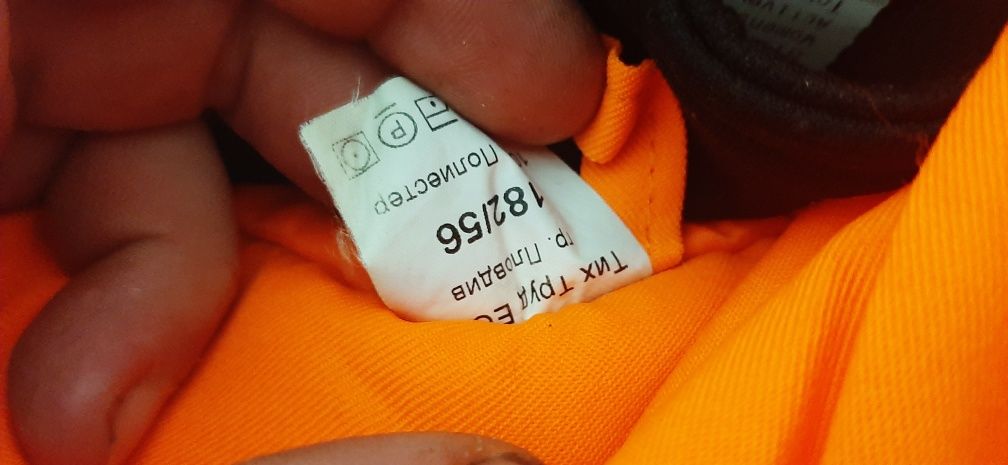 Тих Труд
гр. Пловдив
182/56
Полиестер
P